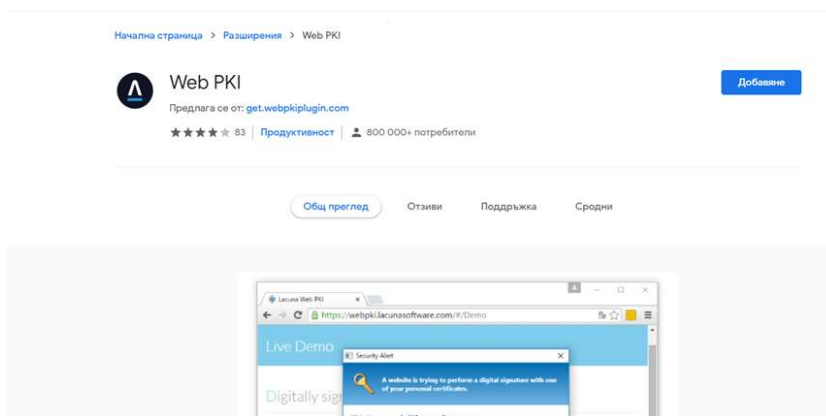 Начална страница > Разширения > Web PKI
Web PKI
Добавяне
Предлага се от: get.webpkiplugin.com
83 | Продуктивност | 800 000+ потребители
Общ преглед Отзиви Поддръжка Сродни
Lacuna Web PKI
https://webpki.lacunasoftware.com/#/Demo
Live Demo
Security Alert
A website is trying to perform a digital signature with one
of your personal certificates.
Digitally sig